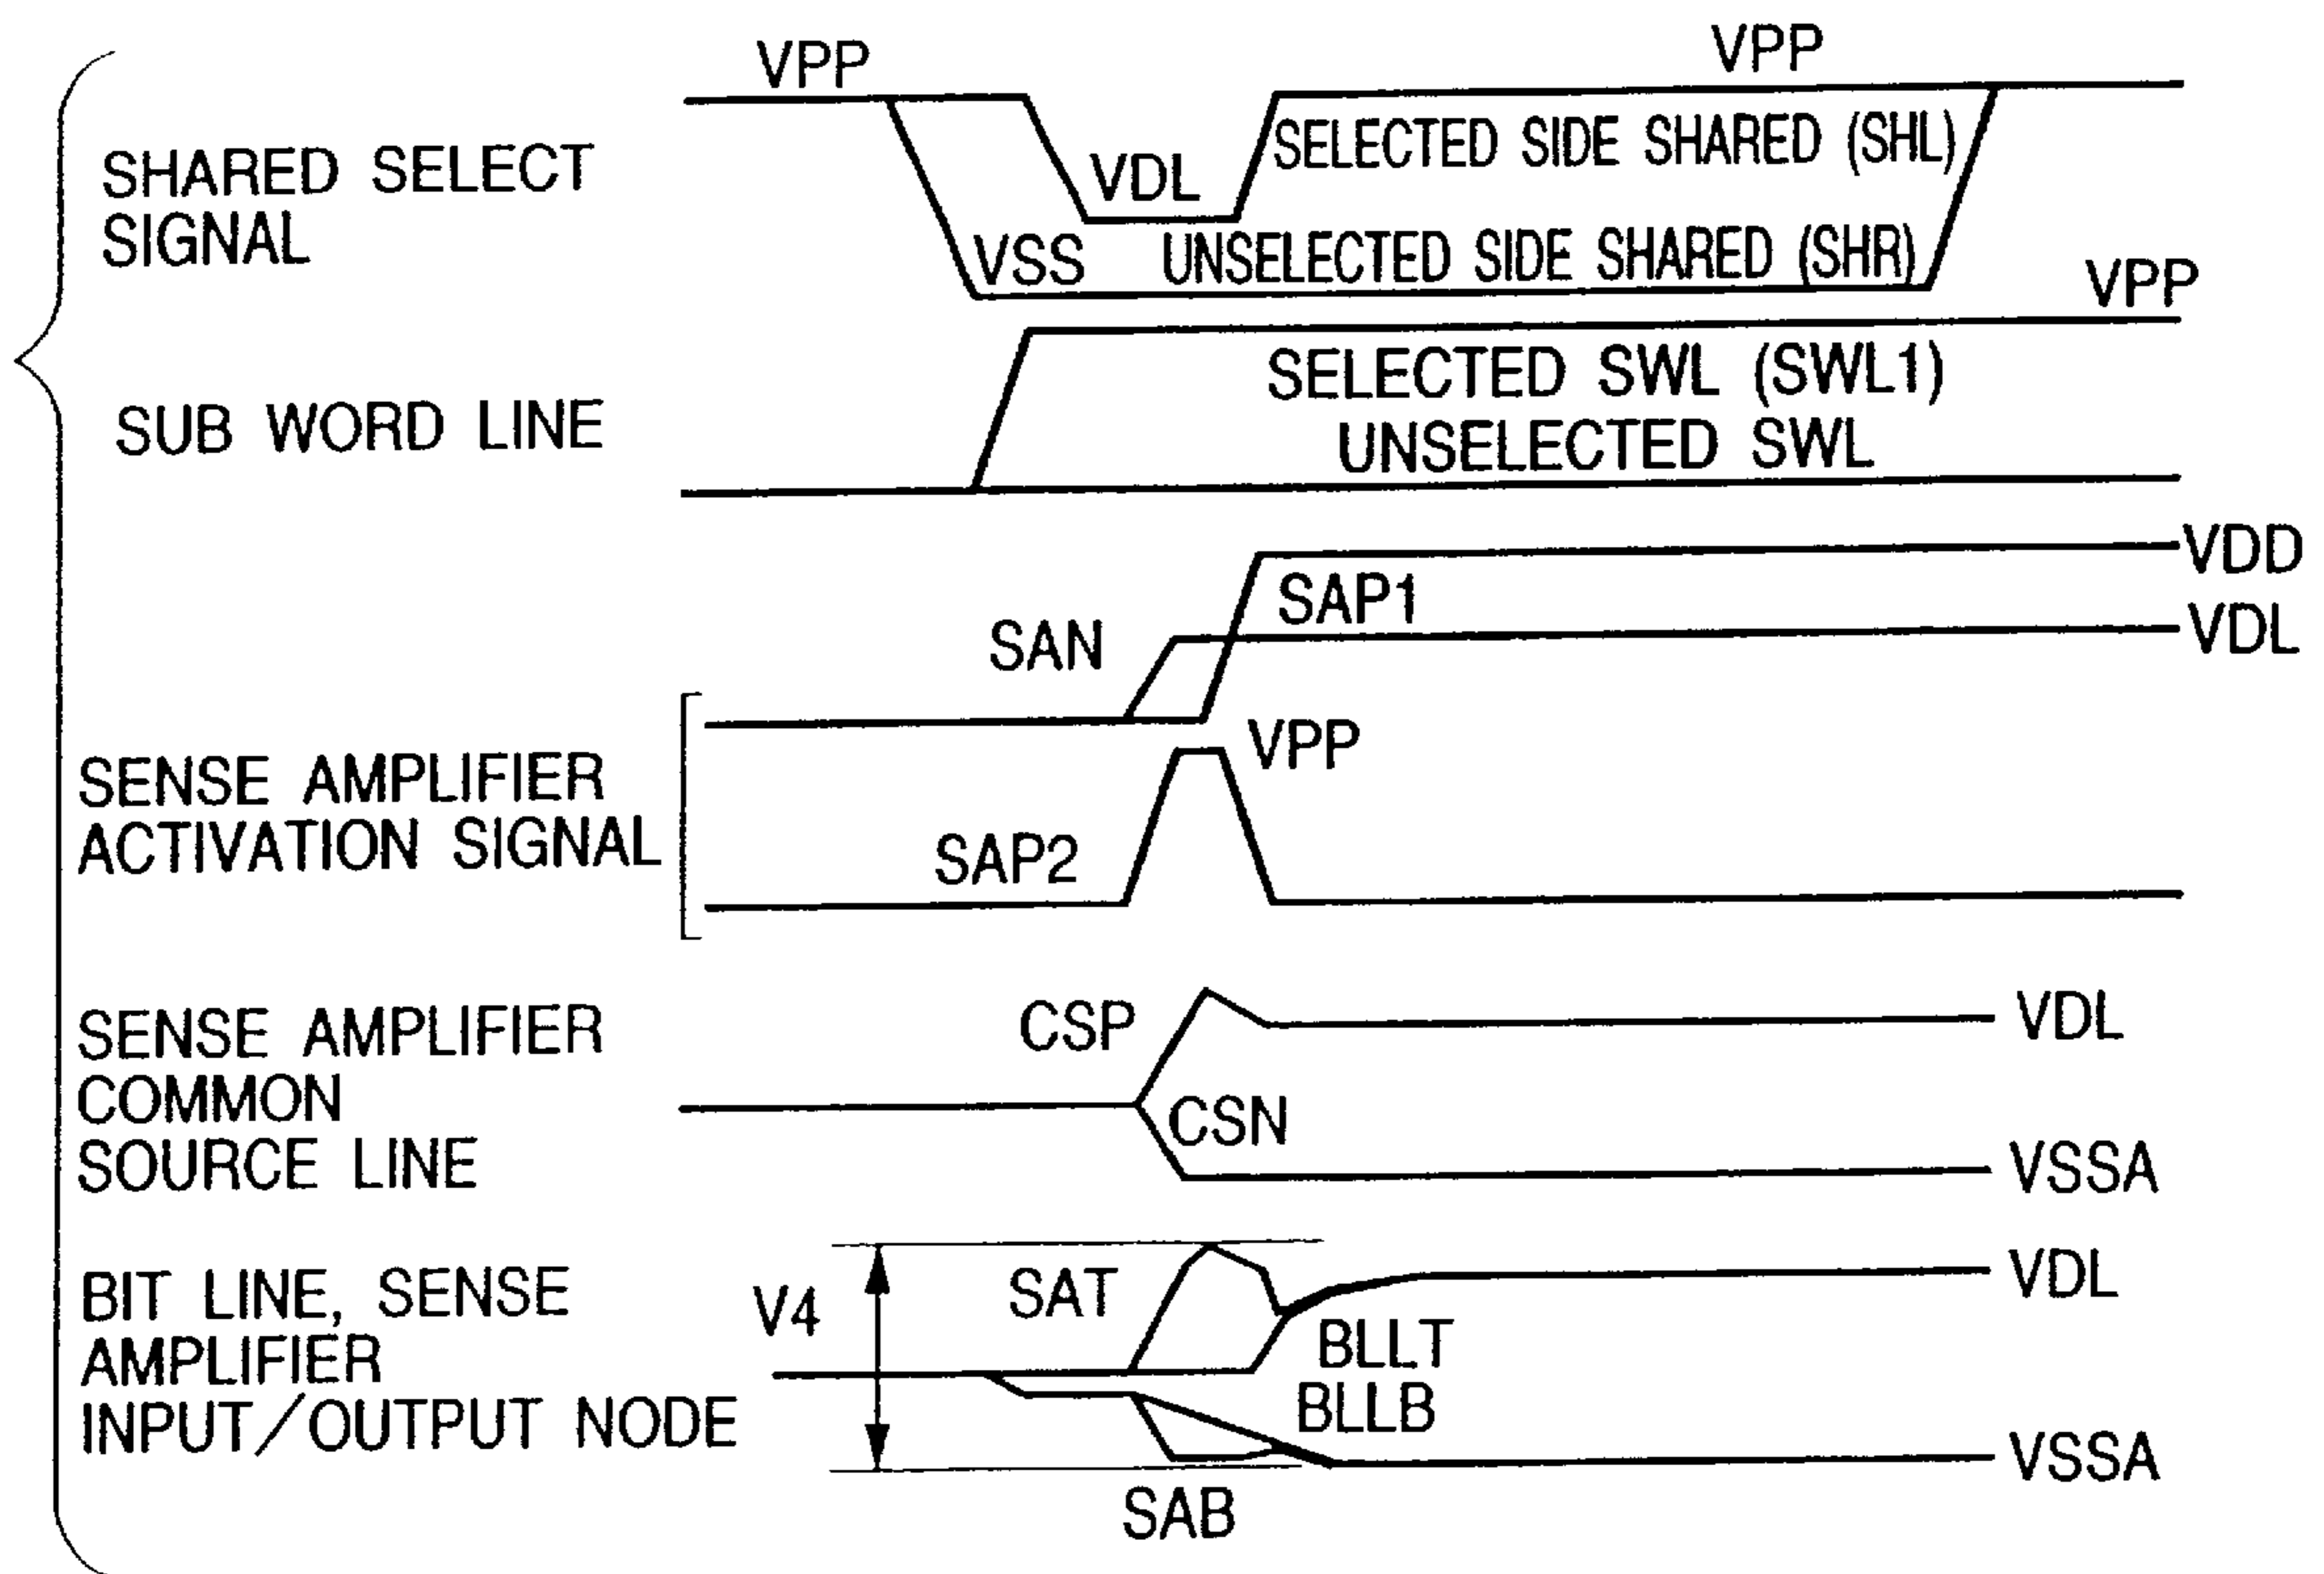 VPP
VPP
SHARED SELECT
SIGNAL
VDL
SELECTED SIDE SHARED (SHL)
VSS
UNSELECTED SIDE SHARED (SHR)
VPP
SUB WORD LINE
SELECTED SWL (SWL1)
UNSELECTED SWL
VDD
SAP1
SAN
VDL
SENSE AMPLIFIER
ACTIVATION SIGNAL
VPP
SAP2
SENSE AMPLIFIER
COMMON
SOURCE LINE
CSP
VDL
CSN
VSSA
BIT LINE, SENSE
AMPLIFIER
INPUT/OUTPUT NODE
V4
SAT
VDL
BLLT
BLLB
VSSA
SAB